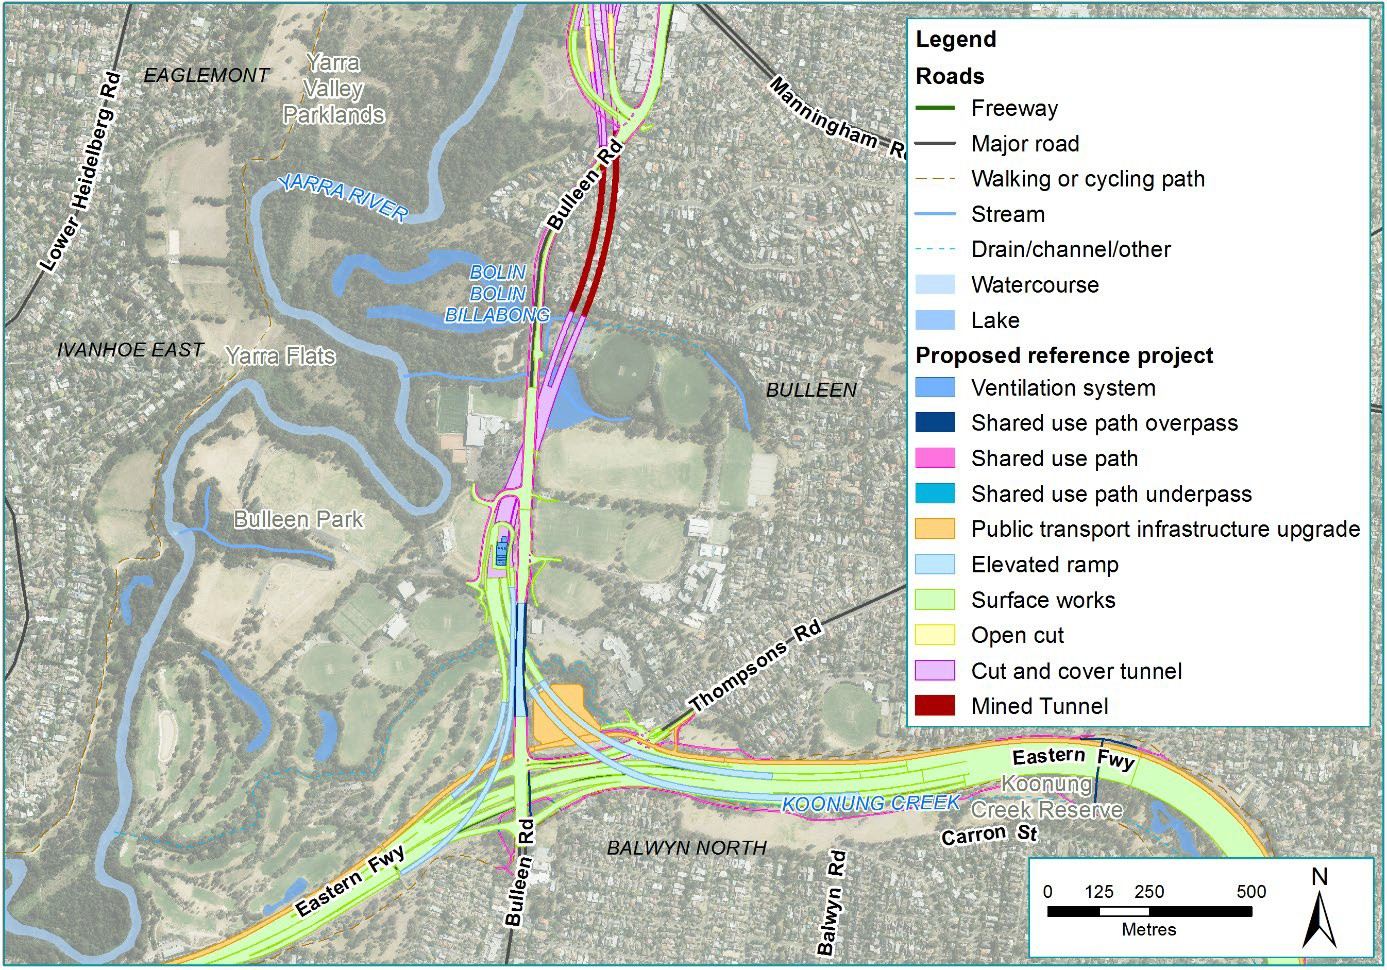 EAGLEMONT
Yarra
Valley
Parklands
Lower Heidelberg Rd
YARRA RIVER
Bulleen Rd
Manningham R
BOLIN
BOLIN
BILLABONG
IVANHOE EAST
Yarra Flats
BULLEEN
Bulleen Park
Thompsons Rd
Eastern Fwy
Koonung
Creek Reserve
KOONUNG CREEK
Carron St
BALWYN NORTH
Eastern Fwy
Bulleen Rd
Balwyn Rd
Legend
Roads
Freeway
Major road
Walking or cycling path
Stream
Drain/channel/other
Watercourse
Lake
Proposed reference project
Ventilation system
Shared use path overpass
Shared use path
Shared use path underpass
Public transport infrastructure upgrade
Elevated ramp
Surface works
Open cut
Cut and cover tunnel
Mined Tunnel
0 125 250 500
Metres
N